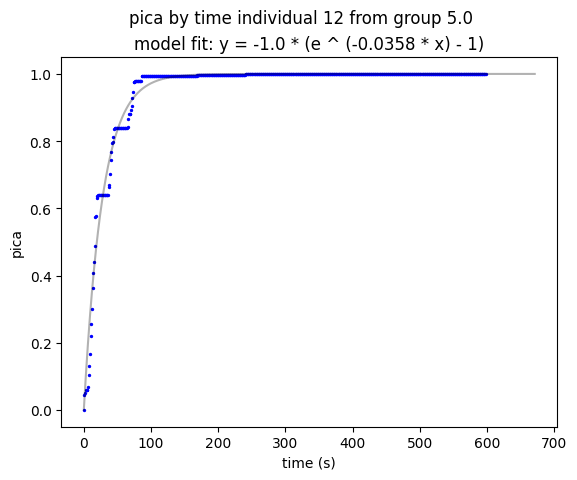 pica by time individual 12 from group 5.0
model fit: y = -1.0 * (e ^ (-0.0358 * x) - 1)
1.0
0.8
0.6
0.4
0.2
0.0
pica
0 100 200 300 400 500 600 700
time (s)